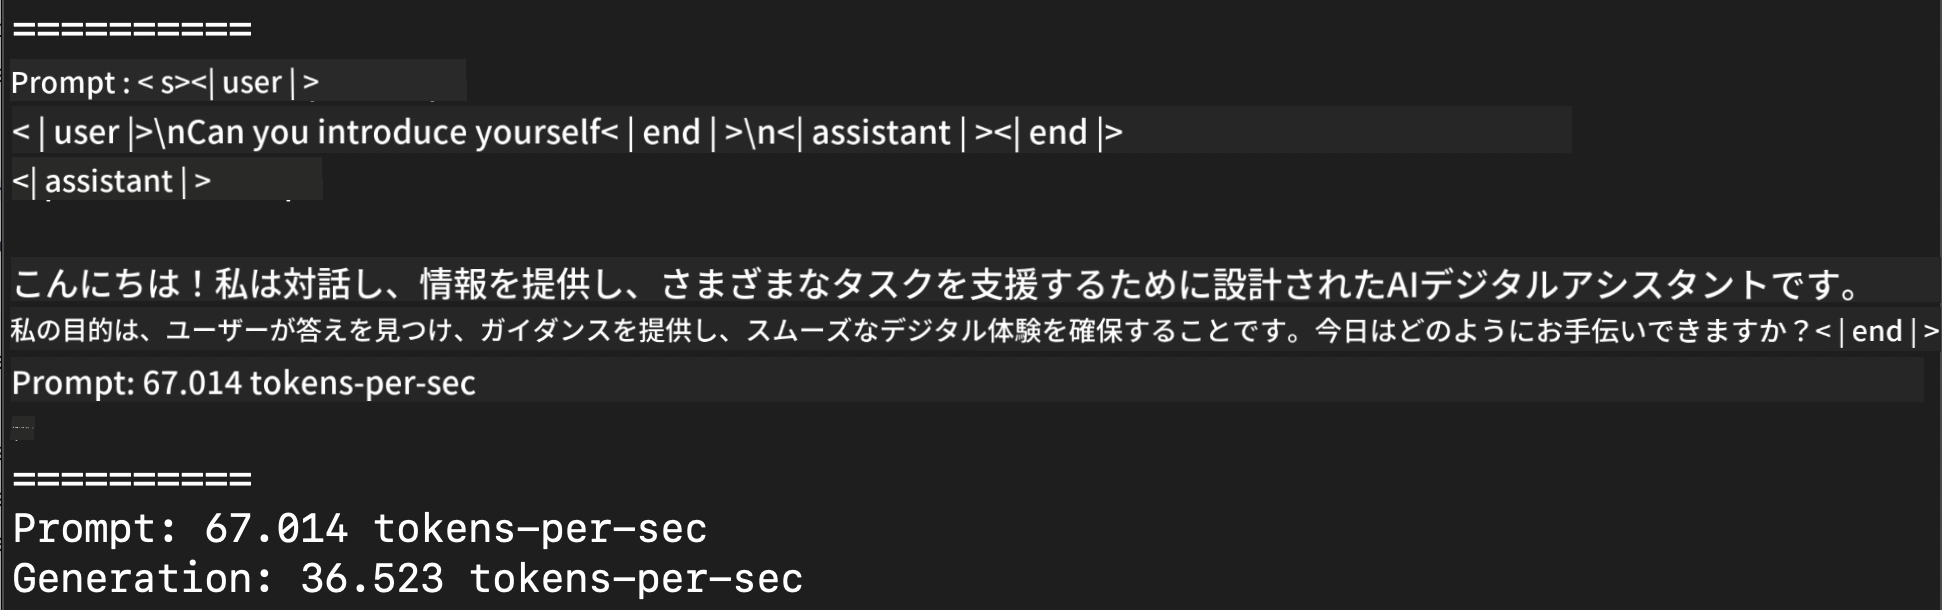 ==========
Prompt : < s><| user | >
< | user |>\nCan you introduce yourself< | end | >\n<| assistant | ><| end |>
<| assistant | >
こんにちは！私は対話し、情報を提供し、さまざまなタスクを支援するために設計されたAIデジタルアシスタントです。
私の目的は、ユーザーが答えを見つけ、ガイダンスを提供し、スムーズなデジタル体験を確保することです。今日はどのようにお手伝いできますか？< | end | >
Prompt: 67.014 tokens-per-sec
==========
Prompt: 67.014 tokens-per-sec
Generation: 36.523 tokens-per-sec